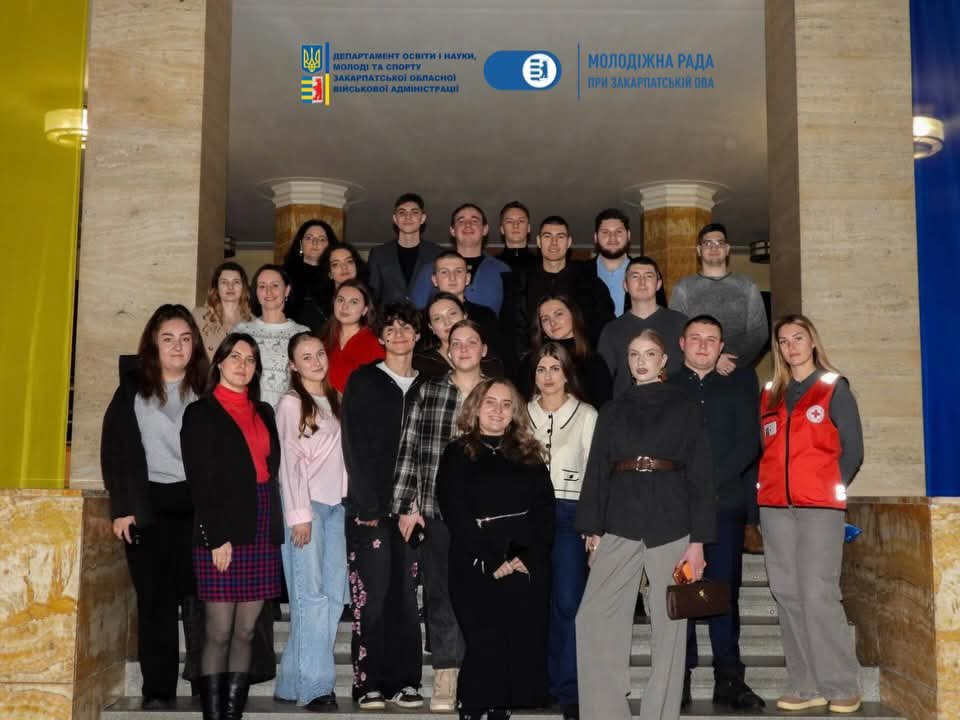 ДЕПАРТАМЕНТ ОСВІТИ І НАУКИ,
МОЛОДІ ТА СПОРТУ
ЗАКАРПАТСЬКОЇ ОБЛАСНОЇ
ВІЙСЬКОВОЇ АДМІНІСТРАЦІЇ
МОЛОДІЖНА РАДА
ПРИ ЗАКАРПАТСЬКІЙ ОВА